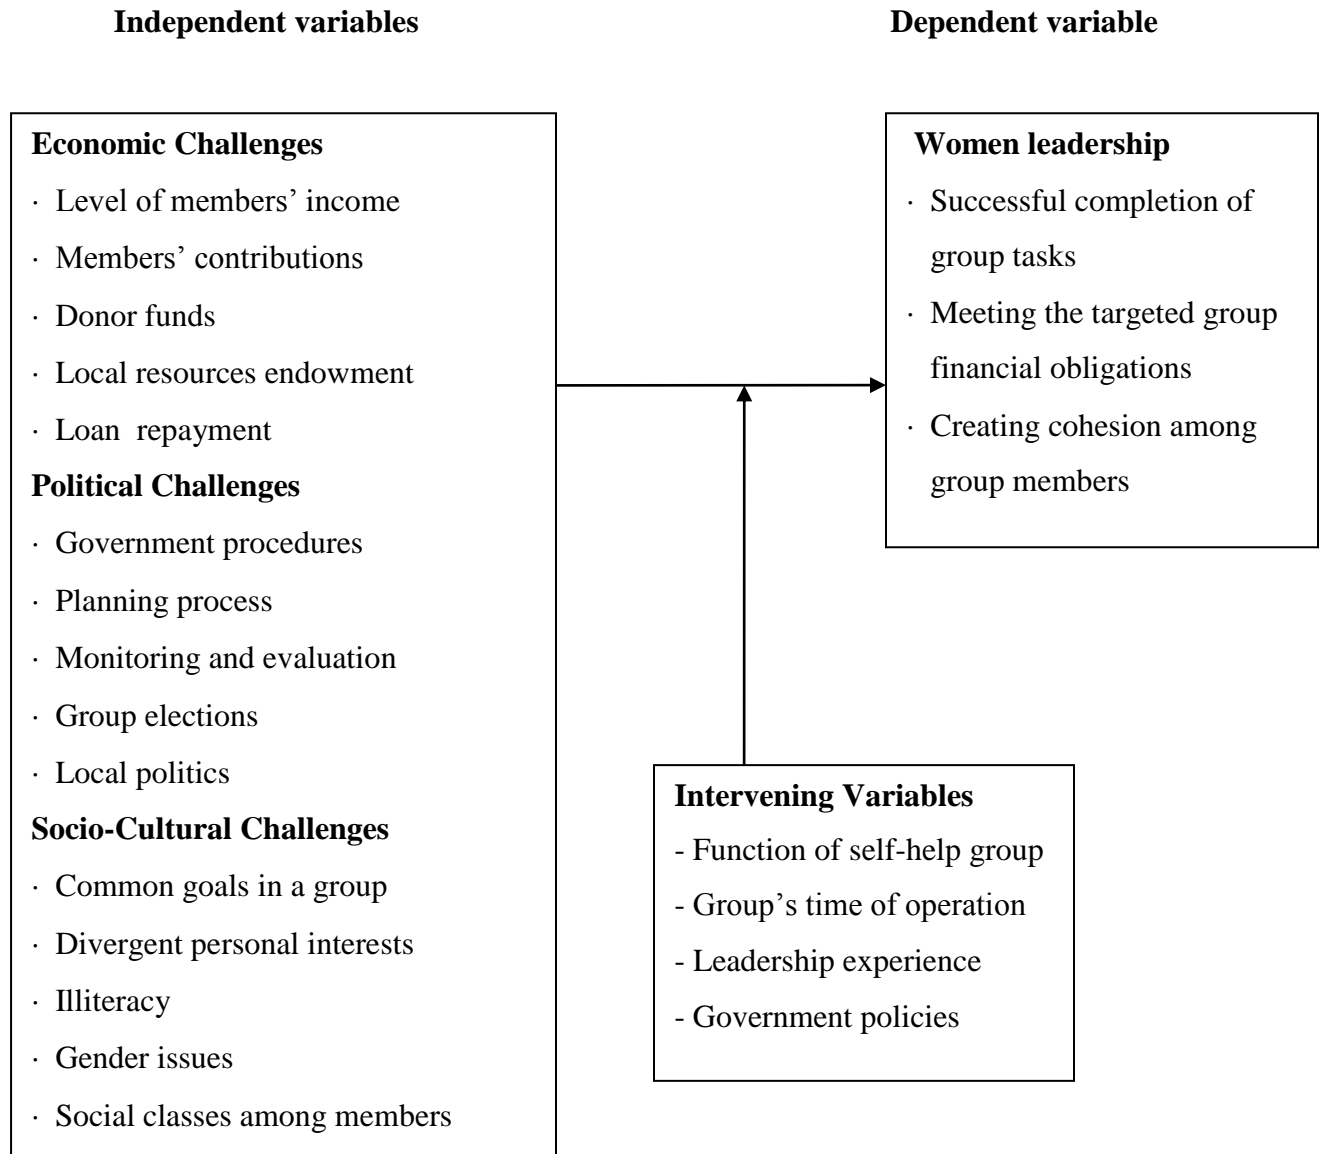 Independent variables
Dependent variable
Economic Challenges
· Level of members’ income
· Members’ contributions
· Donor funds
· Local resources endowment
· Loan  repayment
Political Challenges
· Government procedures
· Planning process
· Monitoring and evaluation
· Group elections
· Local politics
Socio-Cultural Challenges
· Common goals in a group
· Divergent personal interests
· Illiteracy
· Gender issues
· Social classes among members
Women leadership
· Successful completion of
group tasks
· Meeting the targeted group
financial obligations
· Creating cohesion among
group members
Intervening Variables
- Function of self-help group
- Group’s time of operation
- Leadership experience
- Government policies